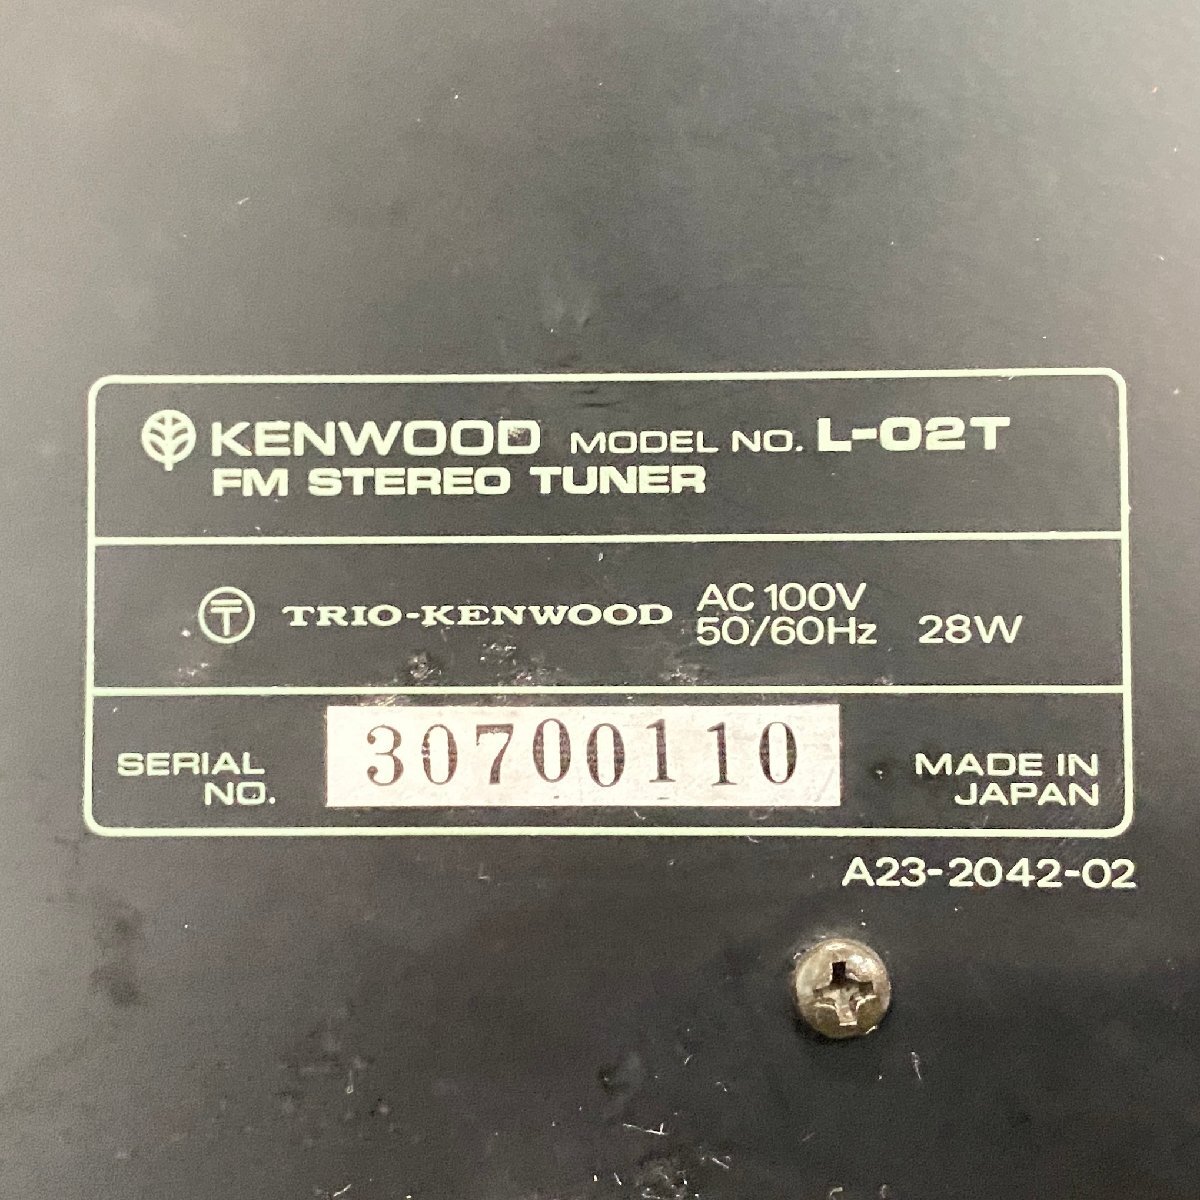 KENWOOD MODEL NO. L-02T
FM STEREO TUNER
〒 TRIO-KENWOOD AC 100V
50/60Hz 28W
SERIAL NO. 30700110
MADE IN JAPAN
A23-2042-02